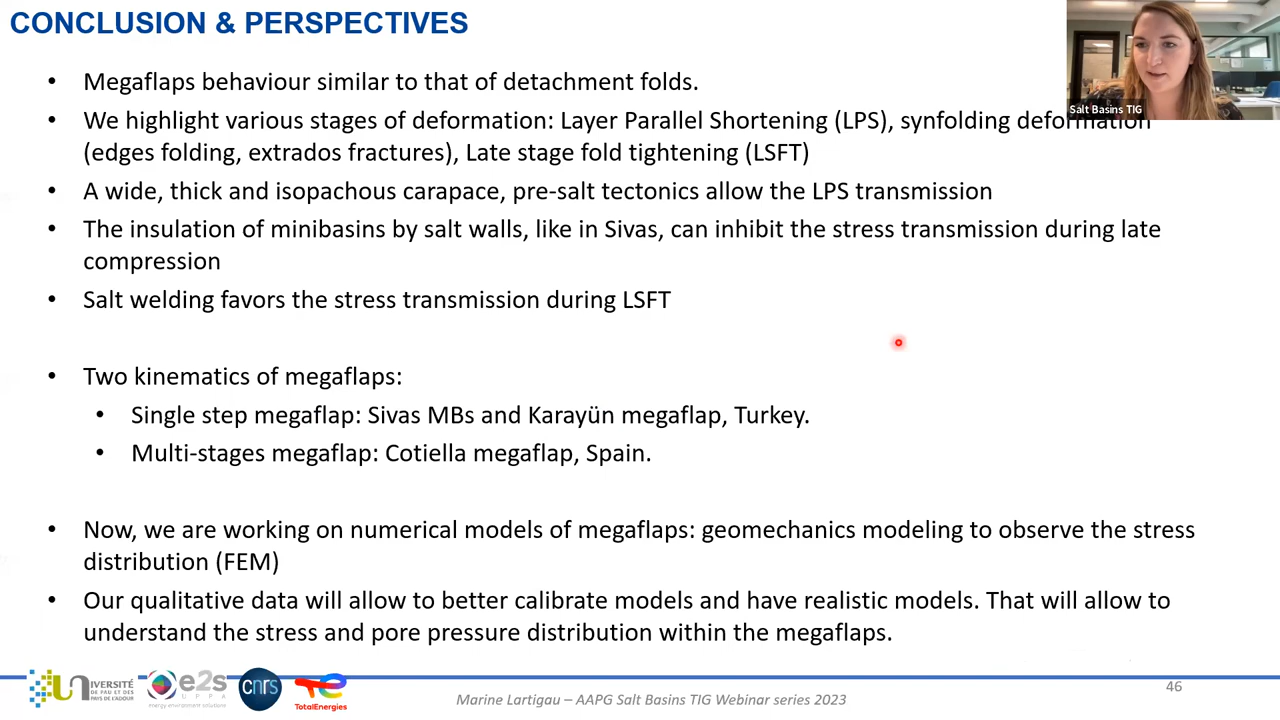 CONCLUSION & PERSPECTIVES
Salt Basins TIG
• Megaflaps behaviour similar to that of detachment folds.
• We highlight various stages of deformation: Layer Parallel Shortening (LPS), synfolding deformation
(edges folding, extrados fractures), Late stage fold tightening (LSFT)
• A wide, thick and isopachous carapace, pre-salt tectonics allow the LPS transmission
• The insulation of minibasins by salt walls, like in Sivas, can inhibit the stress transmission during late
compression
• Salt welding favors the stress transmission during LSFT
• Two kinematics of megaflaps:
• Single step megaflap: Sivas MBs and Karayün megaflap, Turkey.
• Multi-stages megaflap: Cotiella megaflap, Spain.
• Now, we are working on numerical models of megaflaps: geomechanics modeling to observe the stress
distribution (FEM)
• Our qualitative data will allow to better calibrate models and have realistic models. That will allow to
understand the stress and pore pressure distribution within the megaflaps.
UNIVERSITÉ
DE PAU ET DES
PAYS DE L'ADOUR
e2s
UPPA
energy environment solutions
cnrs
TotalEnergies
Marine Lartigau – AAPG Salt Basins TIG Webinar series 2023
46